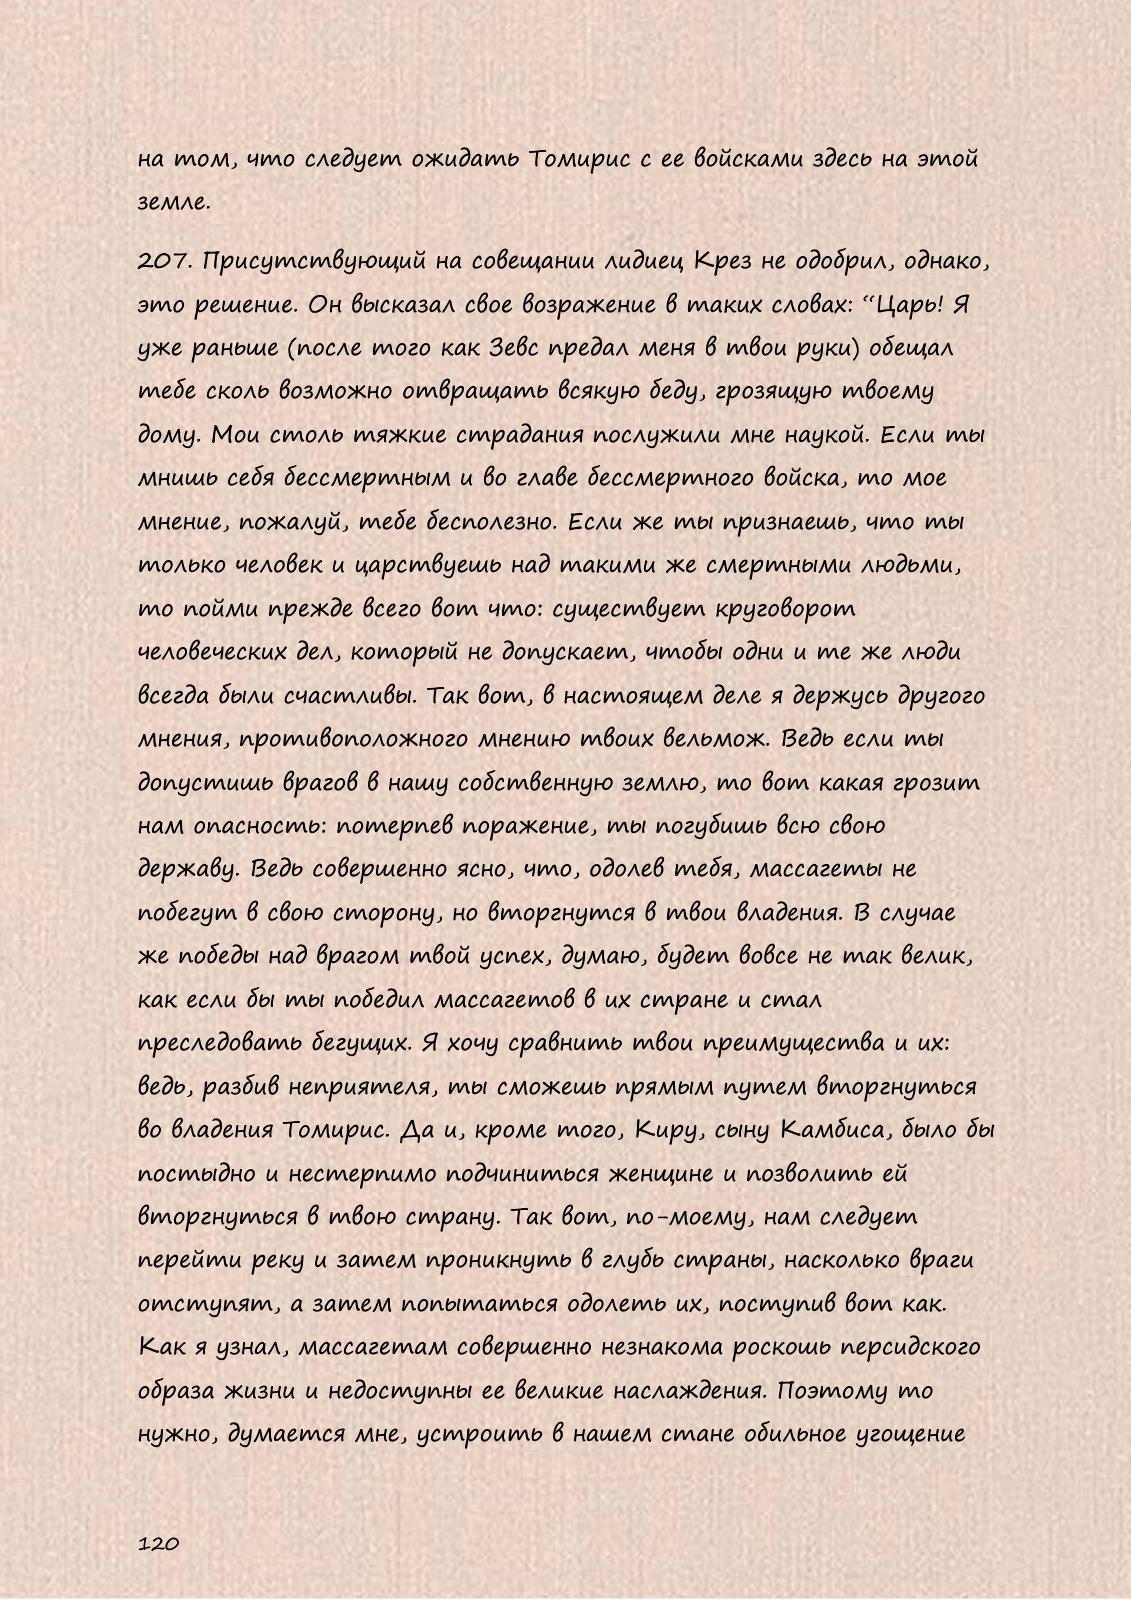 на том, что следует ожидать Томирис с ее войсками здесь на этой
земле.
207. Присутствующий на совещании лидиец Крез не одобрил, однако,
это решение. Он высказал свое возражение в таких словах: “Царь! Я
уже раньше (после того как Зевс предал меня в твои руки) обещал
тебе сколь возможно отвращать всякую беду, грозящую твоему
дому. Мои столь тяжкие страдания послужили мне наукой. Если ты
мнишь себя бессмертным и во главе бессмертного войска, то мое
мнение, пожалуй, тебе бесполезно. Если же ты признаешь, что ты
только человек и царствуешь над такими же смертными людьми,
то пойми прежде всего вот что: существует круговорот
человеческих дел, который не допускает, чтобы одни и те же люди
всегда были счастливы. Так вот, в настоящем деле я держусь другого
мнения, противоположного мнению твоих вельмож. Ведь если ты
допустишь врагов в нашу собственную землю, то вот какая грозит
нам опасность: потерпев поражение, ты погубишь всю свою
державу. Ведь совершенно ясно, что, одолев тебя, массагеты не
побегут в свою сторону, но вторгнутся в твои владения. В случае
же победы над врагом твой успех, думаю, будет вовсе не так велик,
как если бы ты победил массагетов в их стране и стал
преследовать бегущих. Я хочу сравнить твои преимущества и их:
ведь, разбив неприятеля, ты сможешь прямым путем вторгнуться
во владения Томирис. Да и, кроме того, Киру, сыну Камбиса, было бы
постыдно и нестерпимо подчиниться женщине и позволить ей
вторгнуться в твою страну. Так вот, по-моему, нам следует
перейти реку и затем проникнуть в глубь страны, насколько враги
отступят, а затем попытаться одолеть их, поступив вот как.
Как я узнал, массагетам совершенно незнакома роскошь персидского
образа жизни и недоступны ее великие наслаждения. Поэтому то
нужно, думается мне, устроить в нашем стане обильное угощение
120